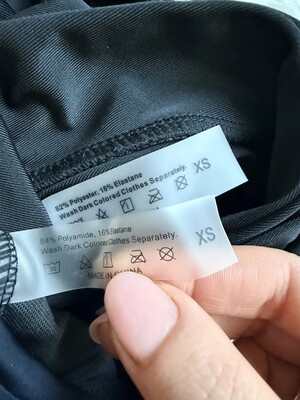 82% Polyester, 18% Elastane
Wash Dark Colored Clothes Separately.
XS
84% Polyamide, 16% Elastane
Wash Dark Colored Clothes Separately.
XS
MADE IN CHINA